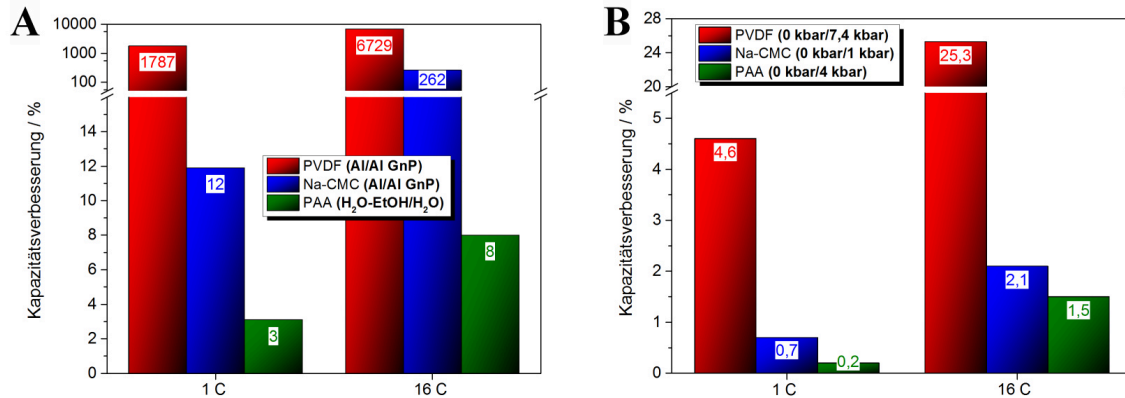 A
Kapazitätsverbesserung / %
10000
1000
100
14
12
10
8
6
4
2
0
1787
12
3
6729
262
8
PVDF (Al/Al GnP)
Na-CMC (Al/Al GnP)
PAA (H₂O-EtOH/H₂O)
1 C
16 C
B
Kapazitätsverbesserung / %
28
24
20
5
4
3
2
1
0
PVDF (0 kbar/7,4 kbar)
Na-CMC (0 kbar/1 kbar)
PAA (0 kbar/4 kbar)
4,6
0,7
0,2
25,3
2,1
1,5
1 C
16 C